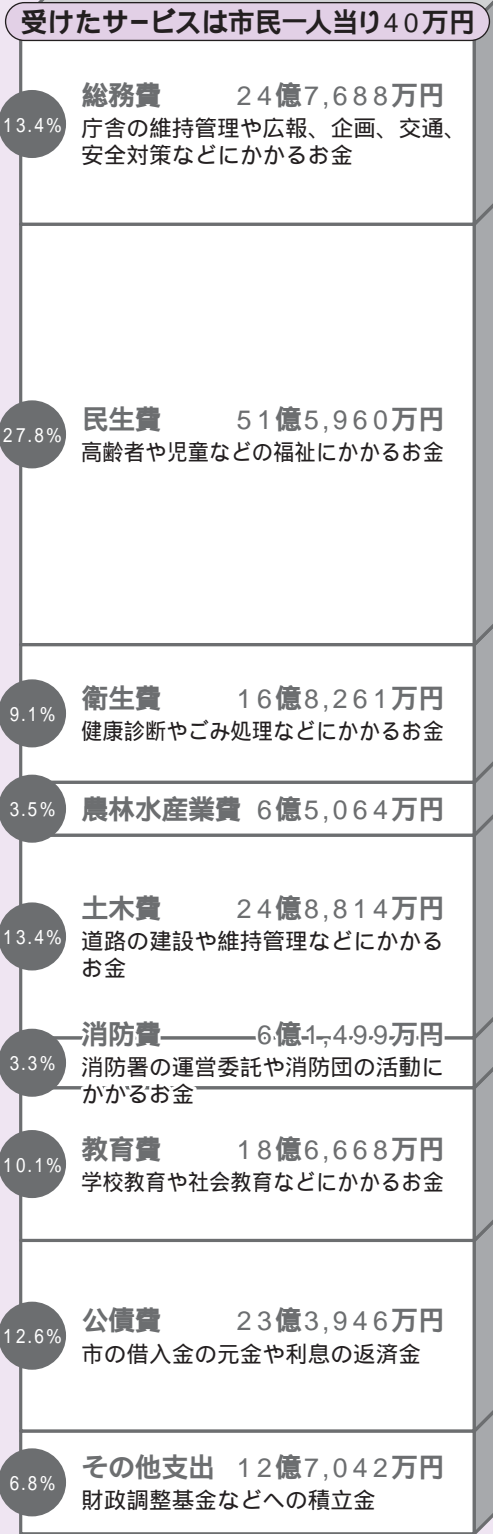 受けたサービスは市民一人当り40万円
13.4%
総務費 24億7,688万円
庁舎の維持管理や広報、企画、交通、
安全対策などにかかるお金
27.8%
民生費 51億5,960万円
高齢者や児童などの福祉にかかるお金
9.1%
衛生費 16億8,261万円
健康診断やごみ処理などにかかるお金
3.5%
農林水産業費 6億5,064万円
13.4%
土木費 24億8,814万円
道路の建設や維持管理などにかかる
お金
3.3%
消防費 6億1,499万円
消防署の運営委託や消防団の活動に
かかるお金
10.1%
教育費 18億6,668万円
学校教育や社会教育などにかかるお金
12.6%
公債費 23億3,946万円
市の借入金の元金や利息の返済金
6.8%
その他支出 12億7,042万円
財政調整基金などへの積立金